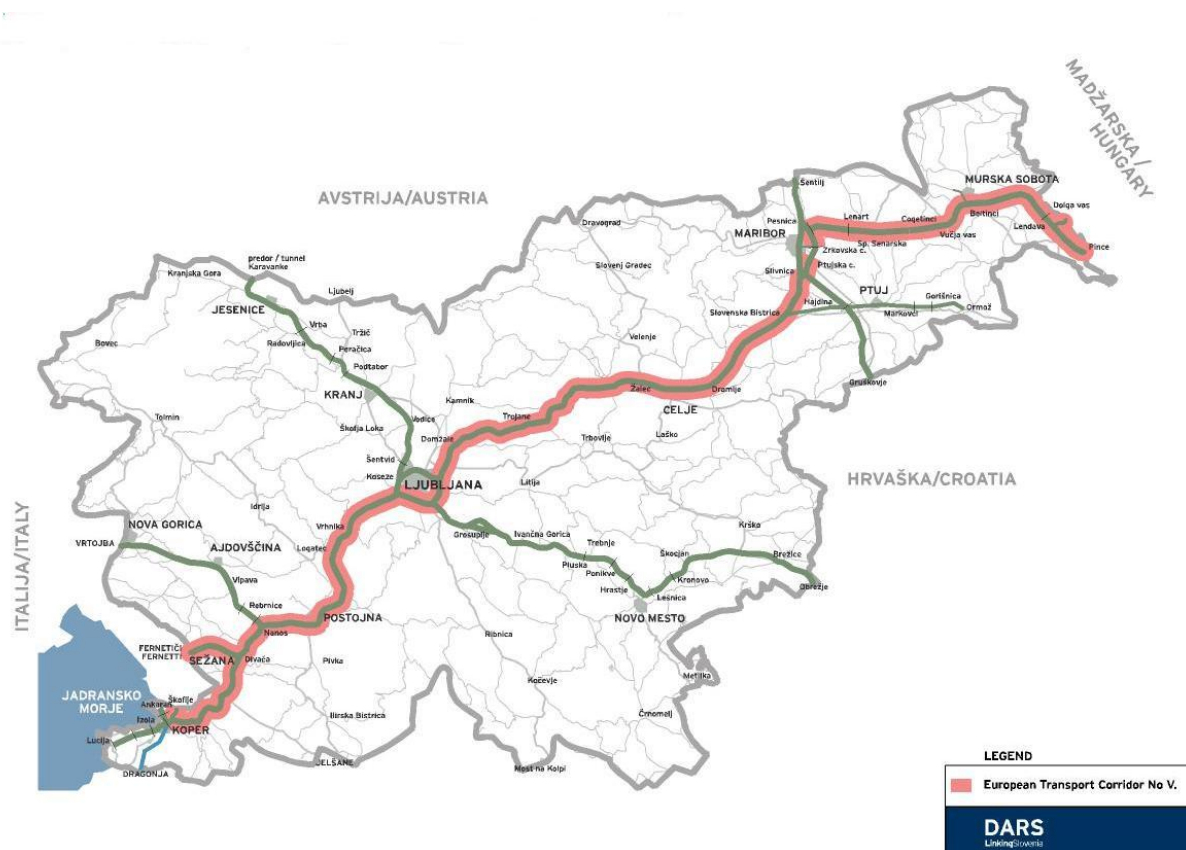 MADŽARSKA/
HUNGARY
AVSTRIJA/AUSTRIA
Šentilj
MURSKA SOBOTA
Dolga vas
Lenart
Cogetinci
Beltinci
Lendava
Pesnica
Dravograd
MARIBOR
Sp. Senarska
Vučja vas
Zrkovska c.
Pince
predor / tunnel
Karavanke
Kranjska Gora
Slovenj Gradec
Ptujska c.
Slivnica
PTUJ
Ljubelj
Hajdina
Gorišnica
JESENICE
Slovenska Bistrica
Markovci
Ormož
Vrba
Tržič
Bovec
Radovljica
Peračica
Velenje
Podtabor
Gruškovje
KRANJ
Kamnik
Žalec
Dramlje
Tolmin
Vodice
Trojane
CELJE
Škofja Loka
Domžale
Trbovlje
Laško
Šentvid
Koseze
LJUBLJANA
Litija
HRVAŠKA/CROATIA
Idrija
NOVA GORICA
Vrhnika
Krško
VRTOJBA
Logatec
Grosuplje
Ivančna Gorica
AJDOVŠČINA
Trebnje
Škocjan
Brežice
Pluska
Vipava
Ponikve
Kronovo
Obrežje
ITALIJA/ITALY
Hrastje
Lešnica
Rebrnice
POSTOJNA
NOVO MESTO
Nanos
Ribnica
FERNETIČI
FERNETTI
SEŽANA
Divača
Pivka
Metlika
Kočevje
JADRANSKO
MORJE
Škofije
Ankaran
Izola
KOPER
Ilirska Bistrica
Črnomelj
Lucija
JELŠANE
Most na Kolpi
DRAGONJA
LEGEND
European Transport Corridor No V.
DARS
LinkingSlovenia